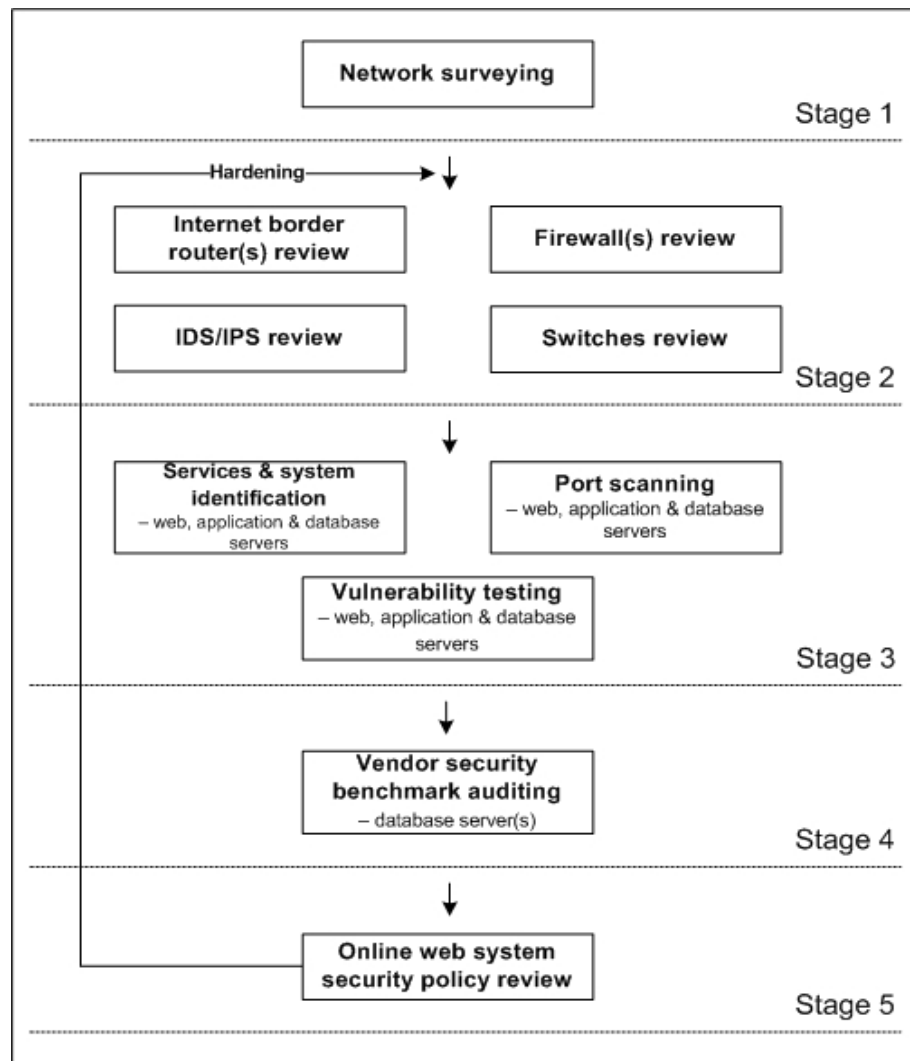 Network surveying
Stage 1
Hardening
Internet border
router(s) review
Firewall(s) review
IDS/IPS review
Switches review
Stage 2
Services & system
identification
– web, application & database
servers
Port scanning
– web, application & database
servers
Vulnerability testing
– web, application & database
servers
Stage 3
Vendor security
benchmark auditing
– database server(s)
Stage 4
Online web system
security policy review
Stage 5